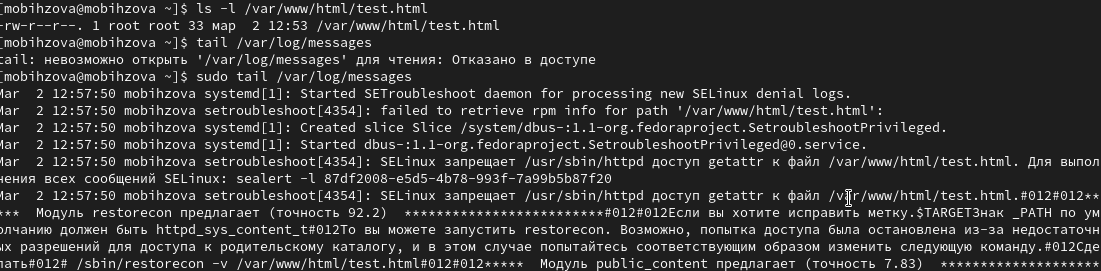 [mobihzova@mobihzova ~]$ ls -l /var/www/html/test.html
-rw-r--r--. 1 root root 33 мар  2 12:53 /var/www/html/test.html
[mobihzova@mobihzova ~]$ tail /var/log/messages
tail: невозможно открыть '/var/log/messages' для чтения: Отказано в доступе
[mobihzova@mobihzova ~]$ sudo tail /var/log/messages
Mar  2 12:57:50 mobihzova systemd[1]: Started SETroubleshoot daemon for processing new SELinux denial logs.
Mar  2 12:57:50 mobihzova setroubleshoot[4354]: failed to retrieve rpm info for path '/var/www/html/test.html':
Mar  2 12:57:50 mobihzova systemd[1]: Created slice Slice /system/dbus-:1.1-org.fedoraproject.SetroubleshootPrivileged.
Mar  2 12:57:50 mobihzova systemd[1]: Started dbus-:1.1-org.fedoraproject.SetroubleshootPrivileged@0.service.
Mar  2 12:57:50 mobihzova setroubleshoot[4354]: SELinux запрещает /usr/sbin/httpd доступ getattr к файл /var/www/html/test.html. Для выпол
нения всех сообщений SELinux: sealert -l 87df2008-e5d5-4b78-993f-7a99b5b87f20
Mar  2 12:57:50 mobihzova setroubleshoot[4354]: SELinux запрещает /usr/sbin/httpd доступ getattr к файл /var/www/html/test.html.#012#012**
***  Модуль restorecon предлагает (точность 92.2)  ************************#012#012Если вы хотите исправить метку.$TARGETЗнак _PATH по ум
олчанию должен быть httpd_sys_content_t#012То вы можете запустить restorecon. Возможно, попытка доступа была остановлена из-за недостаточн
ых разрешений для доступа к родительскому каталогу, и в этом случае попытайтесь соответствующим образом изменить следующую команду.#012Сде
лать#012# /sbin/restorecon -v /var/www/html/test.html#012#012*****  Модуль public_content предлагает (точность 7.83)  ********************